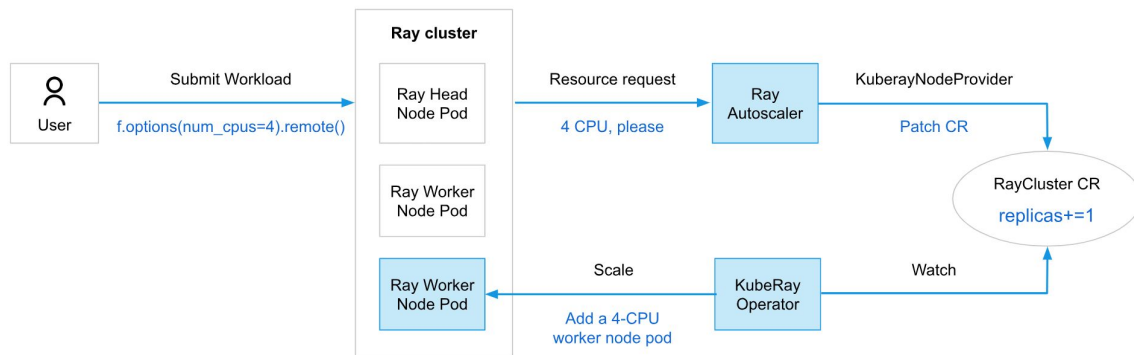 Ray cluster
User
Submit Workload
f.options(num_cpus=4).remote()
Ray Head
Node Pod
Resource request
4 CPU, please
Ray
Autoscaler
KuberayNodeProvider
Patch CR
Ray Worker
Node Pod
RayCluster CR
replicas+=1
Ray Worker
Node Pod
Scale
Add a 4-CPU
worker node pod
KubeRay
Operator
Watch